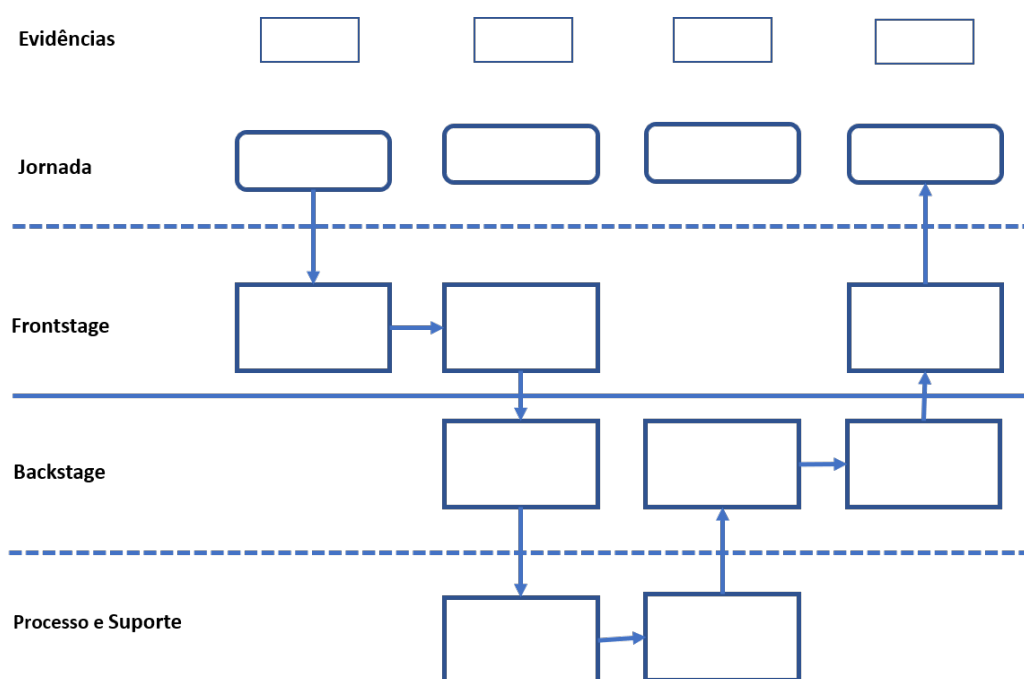 Evidências
Jornada
Frontstage
Backstage
Processo e Suporte